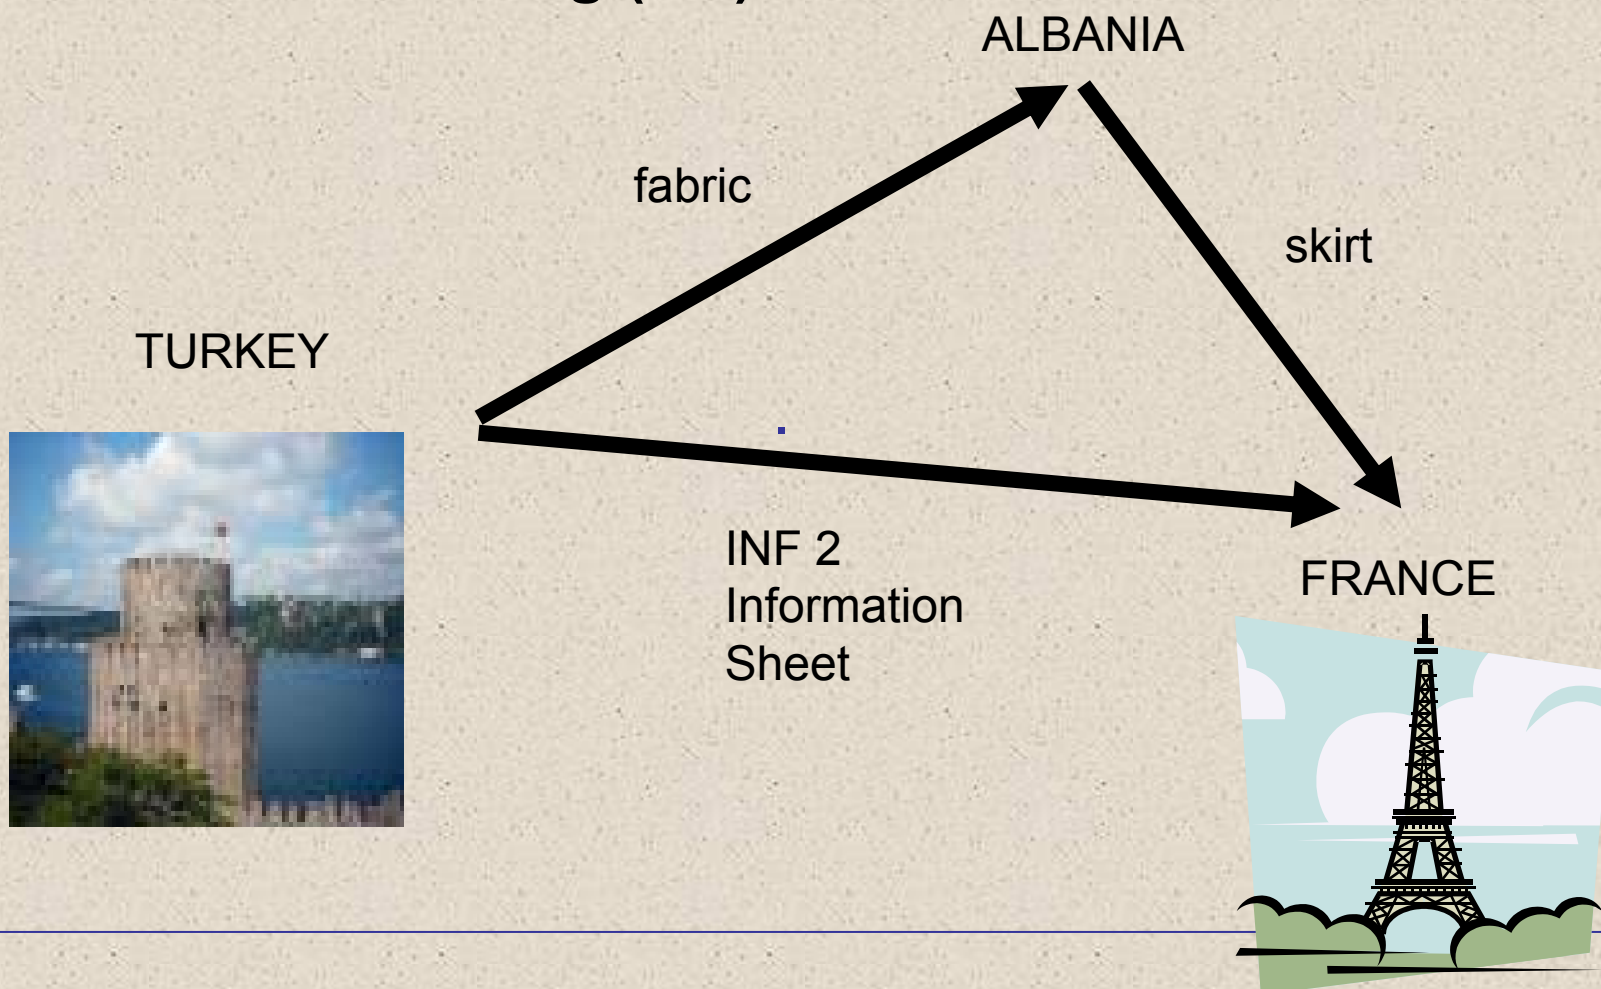 ALBANIA
fabric
skirt
TURKEY
INF 2
Information
Sheet
FRANCE